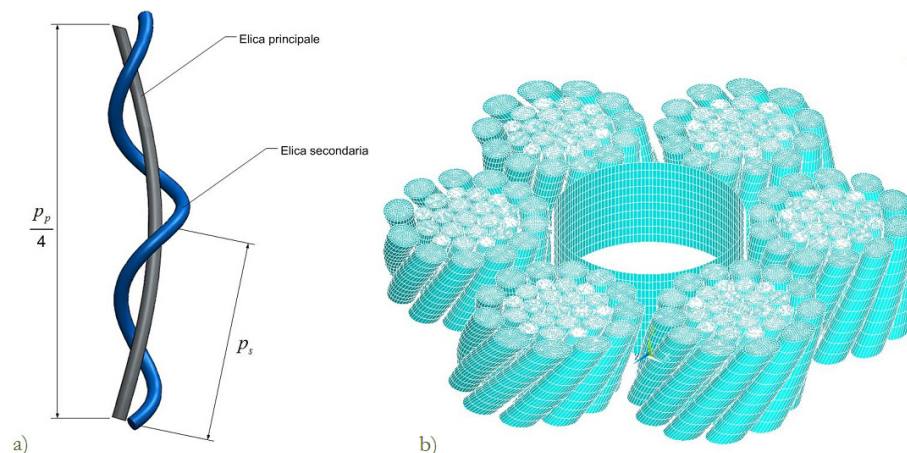 Elica principale
Elica secondaria
p_p
4
p_s
a)
b)